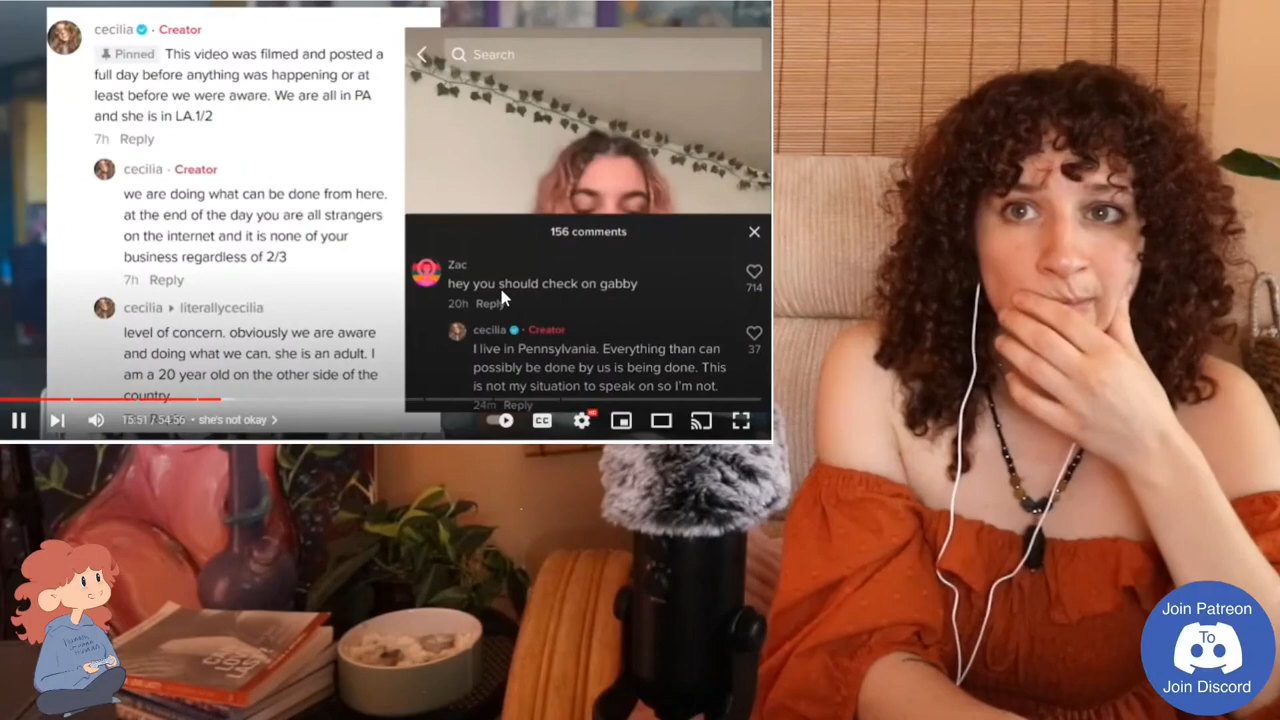 cecilia · Creator
Pinned This video was filmed and posted a
full day before anything was happening or at
least before we were aware. We are all in PA
and she is in LA.1/2
7h Reply
cecilia · Creator
we are doing what can be done from here.
at the end of the day you are all strangers
on the internet and it is none of your
business regardless of 2/3
7h Reply
cecilia ▸ literallycecilia
level of concern. obviously we are aware
and doing what we can. she is an adult. I
am a 20 year old on the other side of the
country
Search
156 comments
Zac
hey you should check on gabby
714
20h Reply
cecilia · Creator
I live in Pennsylvania. Everything than can
possibly be done by us is being done. This
is not my situation to speak on so I'm not.
37
24m Reply
15:51 / 54:56 • she's not okay
CC
HD
Join Patreon
To
Join Discord